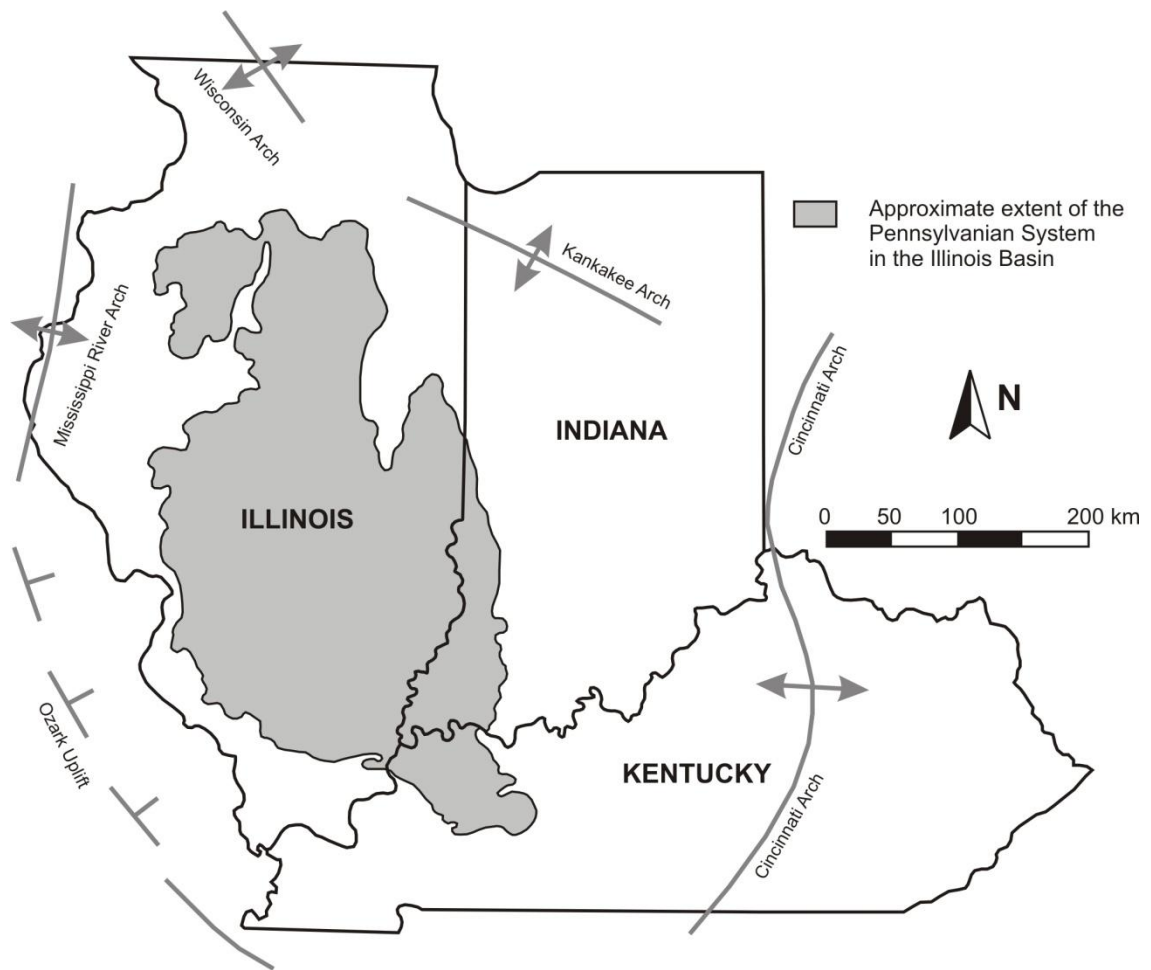 Wisconsin Arch
Mississippi River Arch
Kankakee Arch
Approximate extent of the
Pennsylvanian System
in the Illinois Basin
Cincinnati Arch
N
INDIANA
ILLINOIS
0 50 100 200 km
Ozark Uplift
KENTUCKY
Cincinnati Arch